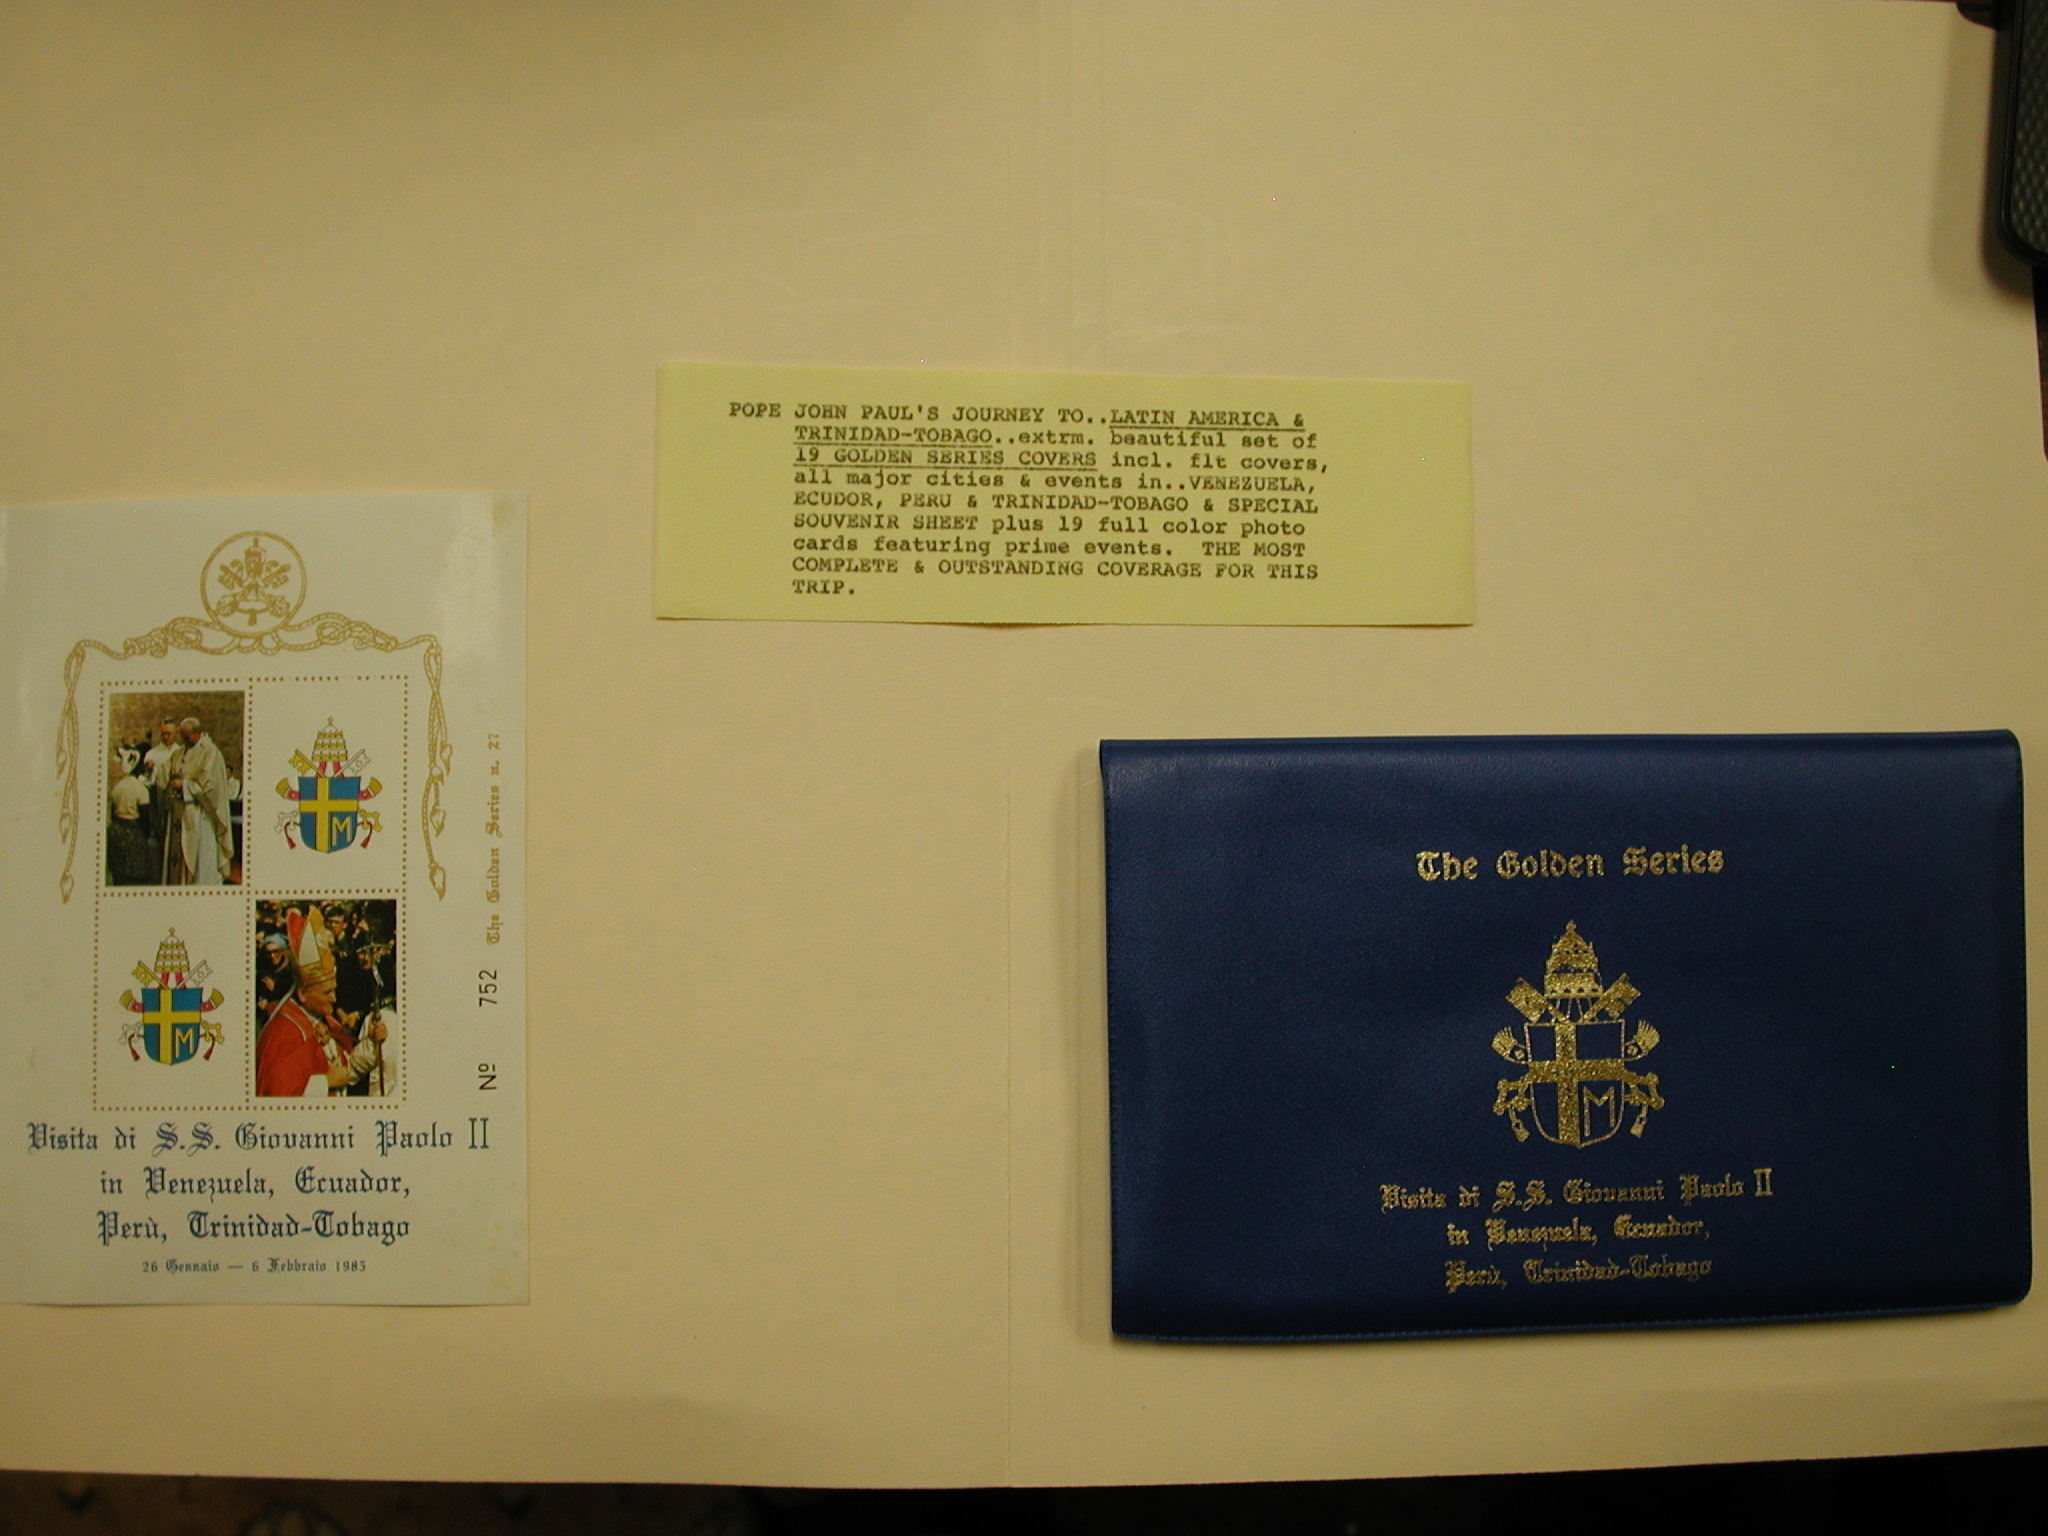 POPE JOHN PAUL'S JOURNEY TO..LATIN AMERICA &
TRINIDAD-TOBAGO..extrm. beautiful set of
19 GOLDEN SERIES COVERS incl. flt covers,
all major cities & events in..VENEZUELA,
ECUDOR, PERU & TRINIDAD-TOBAGO & SPECIAL
SOUVENIR SHEET plus 19 full color photo
cards featuring prime events. THE MOST
COMPLETE & OUTSTANDING COVERAGE FOR THIS
TRIP.
M
M
Nº 752 The Golden Series n. 27
Visita di S.S. Giovanni Paolo II
in Venezuela, Ecuador,
Perù, Trinidad-Tobago
26 Gennaio — 6 Febbraio 1985
The Golden Series
M
Visita di S.S. Giovanni Paolo II
in Venezuela, Ecuador,
Perù, Trinidad-Tobago